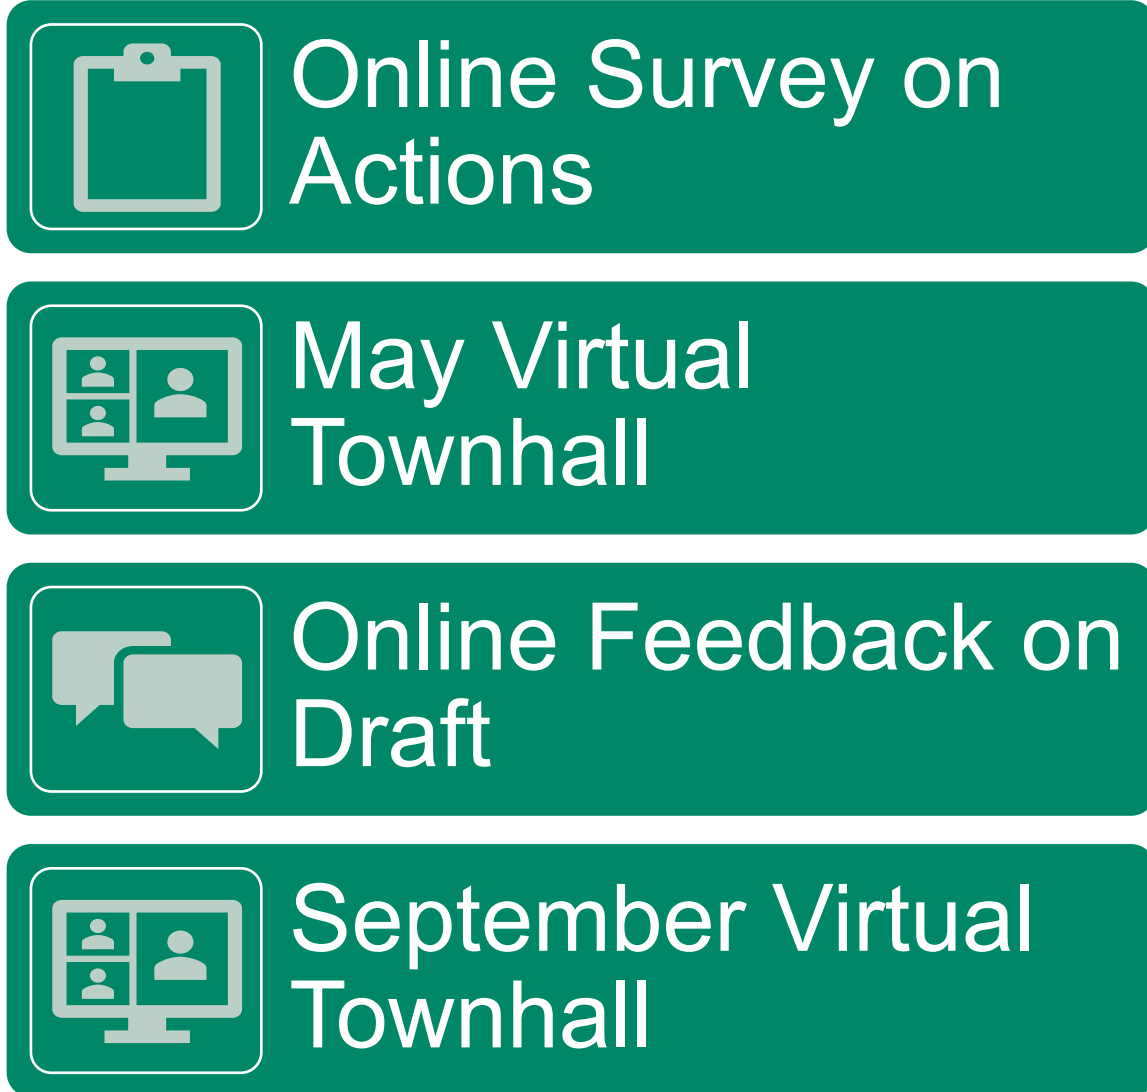 Online Survey on
Actions
May Virtual
Townhall
Online Feedback on
Draft
September Virtual
Townhall